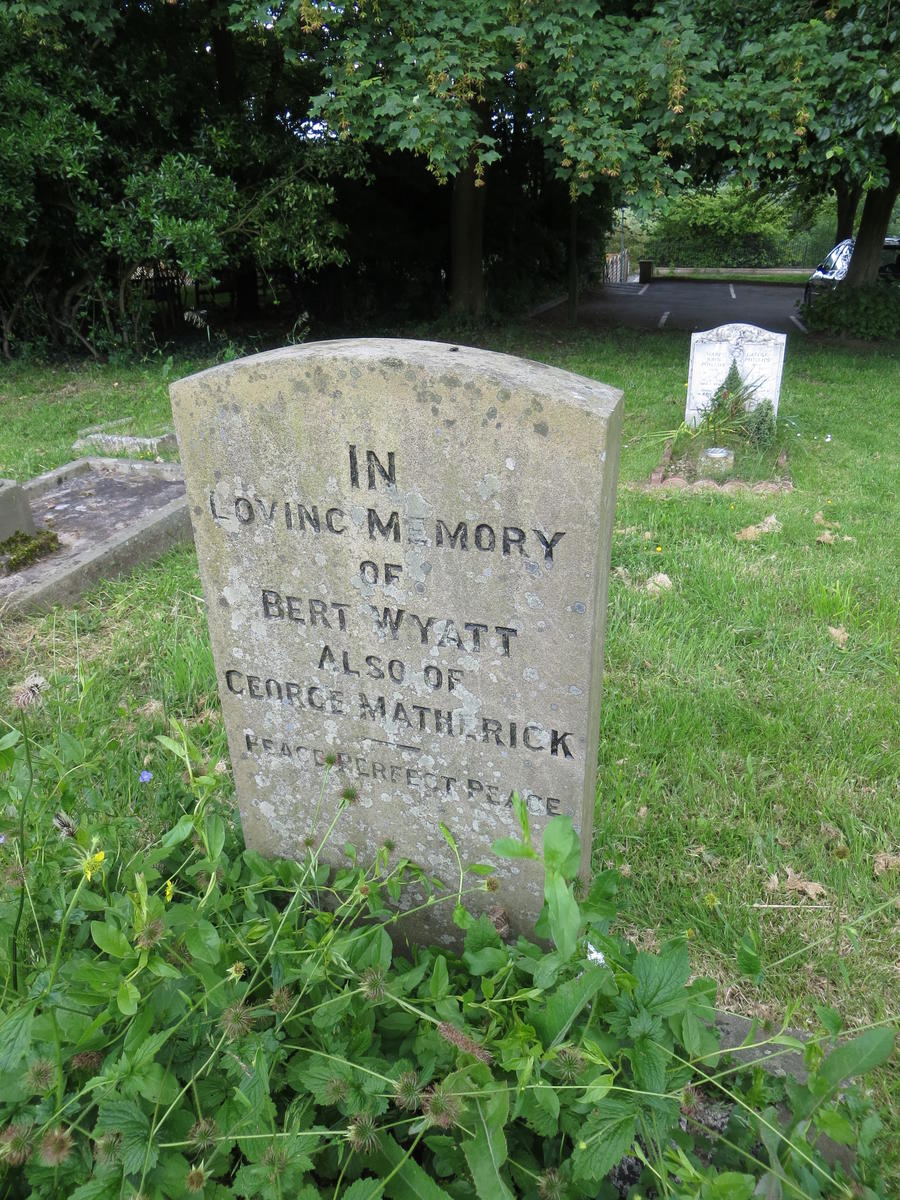 IN
LOVING MEMORY
OF
BERT WYATT
ALSO OF
GEORGE MATHERICK
PEACE PERFECT PEACE